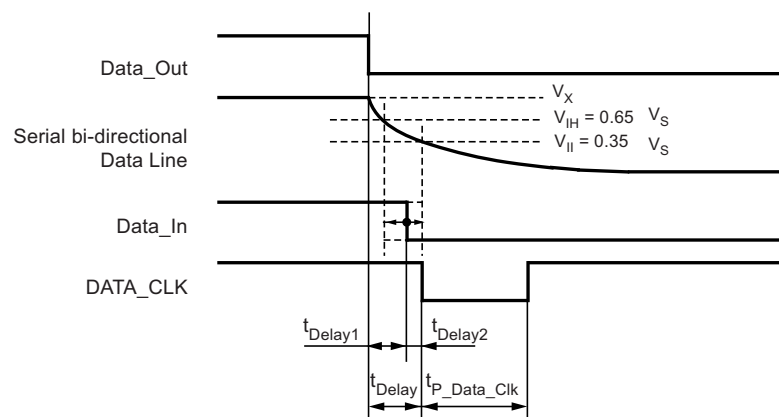 Data_Out
V_X
V_IH = 0.65 V_S
Serial bi-directional
Data Line
V_II = 0.35 V_S
Data_In
DATA_CLK
t_Delay1
t_Delay2
t_Delay
t_P_Data_Clk